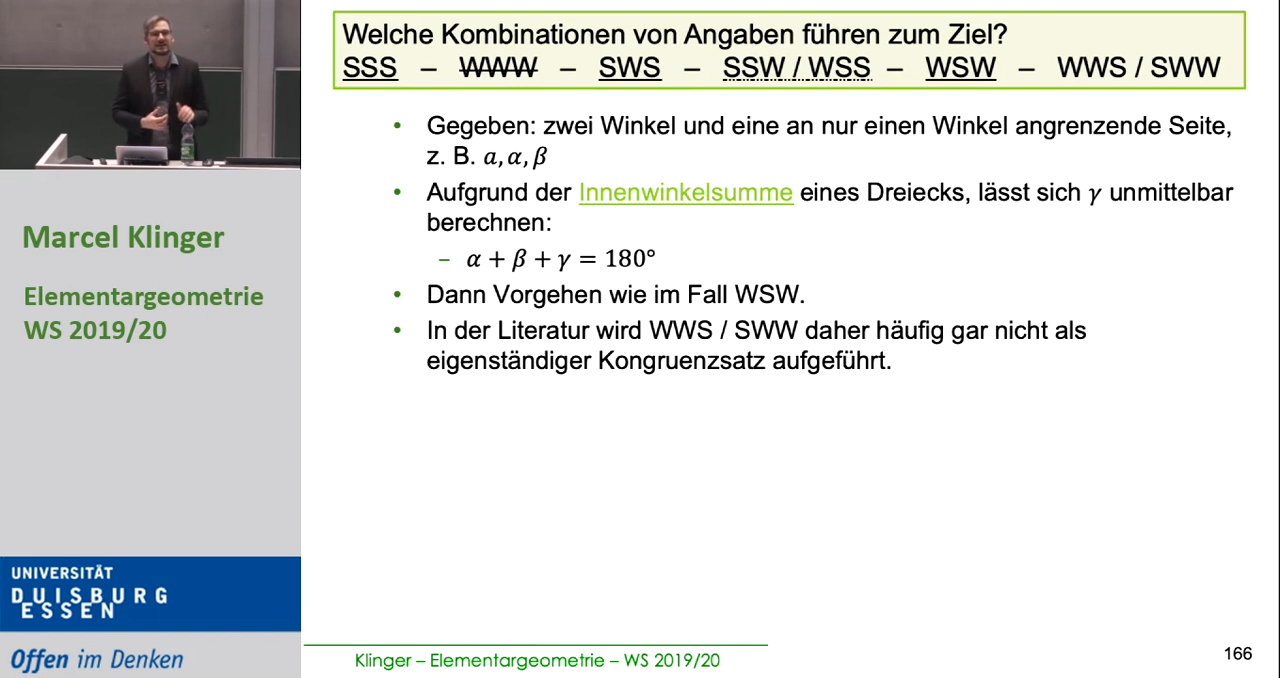 Welche Kombinationen von Angaben führen zum Ziel?
SSS – WWW – SWS – SSW / WSS – WSW – WWS / SWW
• Gegeben: zwei Winkel und eine an nur einen Winkel angrenzende Seite,
z. B. a, α, β
• Aufgrund der Innenwinkelsumme eines Dreiecks, lässt sich γ unmittelbar
berechnen:
– α + β + γ = 180°
• Dann Vorgehen wie im Fall WSW.
• In der Literatur wird WWS / SWW daher häufig gar nicht als
eigenständiger Kongruenzsatz aufgeführt.
Marcel Klinger
Elementargeometrie
WS 2019/20
UNIVERSITÄT
DUISBURG
ESSEN
Offen im Denken
Klinger – Elementargeometrie – WS 2019/20
166